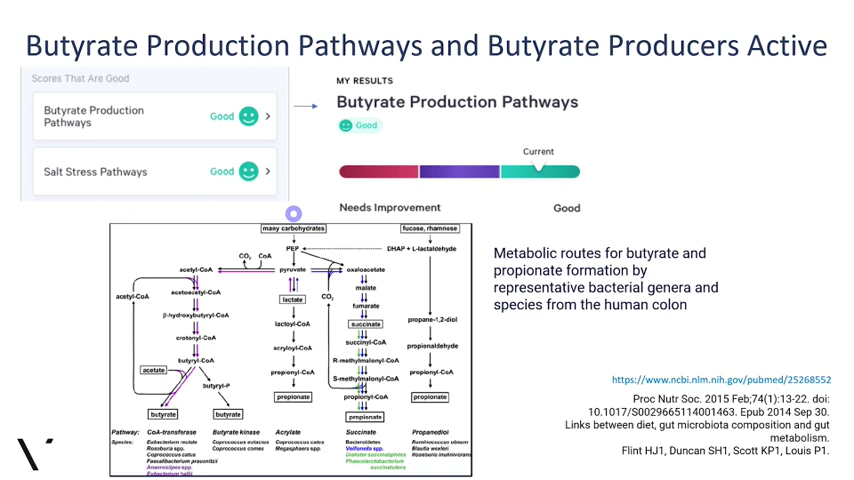 Butyrate Production Pathways and Butyrate Producers Active
Scores That Are Good
Butyrate Production
Pathways
Good
Salt Stress Pathways
Good
MY RESULTS
Butyrate Production Pathways
Good
Current
Needs Improvement
Good
many carbohydrates
fucose, rhamnose
PEP
DHAP + L-lactaldehyde
CO2 CoA
acetyl-CoA
pyruvate
oxaloacetate
acetyl-CoA
acetoacetyl-CoA
lactate
CO2
malate
fumarate
β-hydroxybutyryl-CoA
lactoyl-CoA
succinate
propane-1,2-diol
crotonyl-CoA
succinyl-CoA
acryloyl-CoA
propionaldehyde
butyryl-CoA
R-methylmalonyl-CoA
acetate
propionyl-CoA
S-methylmalonyl-CoA
propionyl-CoA
butyryl-P
propionyl-CoA
propionate
propionate
butyrate
butyrate
propionate
Pathway: CoA-transferase Butyrate kinase Acrylate Succinate Propanediol
Species: Eubacterium rectale Coprococcus eutactus Coprococcus catus Bacteroidetes Ruminococcus obeum
Roseburia spp. Coprococcus comes Megasphaera spp. Veillonella spp. Blautia wexleri
Coprococcus catus Dialister succinatiphilus Roseburia inulinivorans
Faecalibacterium prausnitzii Phascolarctobacterium
Anaerostipes spp. succinatutens
Eubacterium hallii
Metabolic routes for butyrate and
propionate formation by
representative bacterial genera and
species from the human colon
https://www.ncbi.nlm.nih.gov/pubmed/25268552
Proc Nutr Soc. 2015 Feb;74(1):13-22. doi:
10.1017/S0029665114001463. Epub 2014 Sep 30.
Links between diet, gut microbiota composition and gut
metabolism.
Flint HJ1, Duncan SH1, Scott KP1, Louis P1.